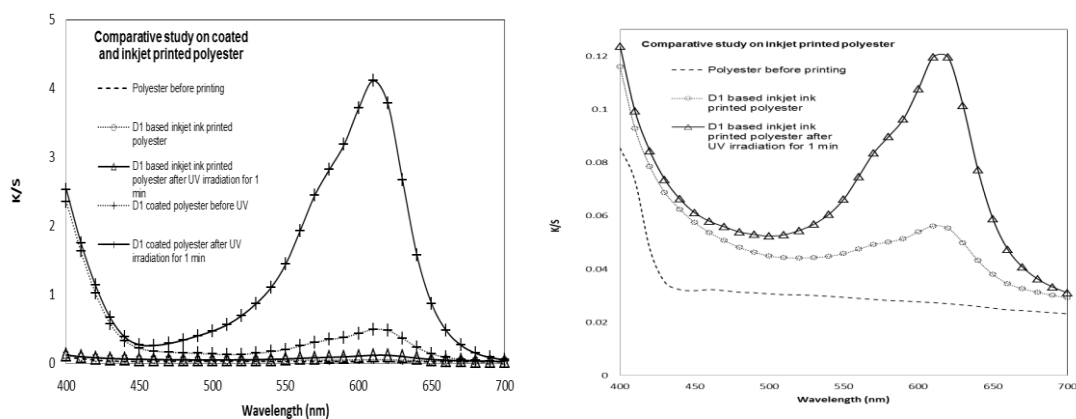 Comparative study on coated
and inkjet printed polyester
Polyester before printing
D1 based inkjet ink printed
polyester
D1 based inkjet ink printed
polyester after UV irradiation for 1
min
D1 coated polyester before UV
D1 coated polyester after UV
irradiation for 1 min
K/S
5
4
3
2
1
0
400 450 500 550 600 650 700
Wavelength (nm)
Comparative study on inkjet printed polyester
Polyester before printing
D1 based inkjet ink
printed polyester
D1 based inkjet ink
printed polyester after
UV irradiation for 1 min
K/s
0.12
0.1
0.08
0.06
0.04
0.02
0
400 450 500 550 600 650 700
Wavelength (nm)